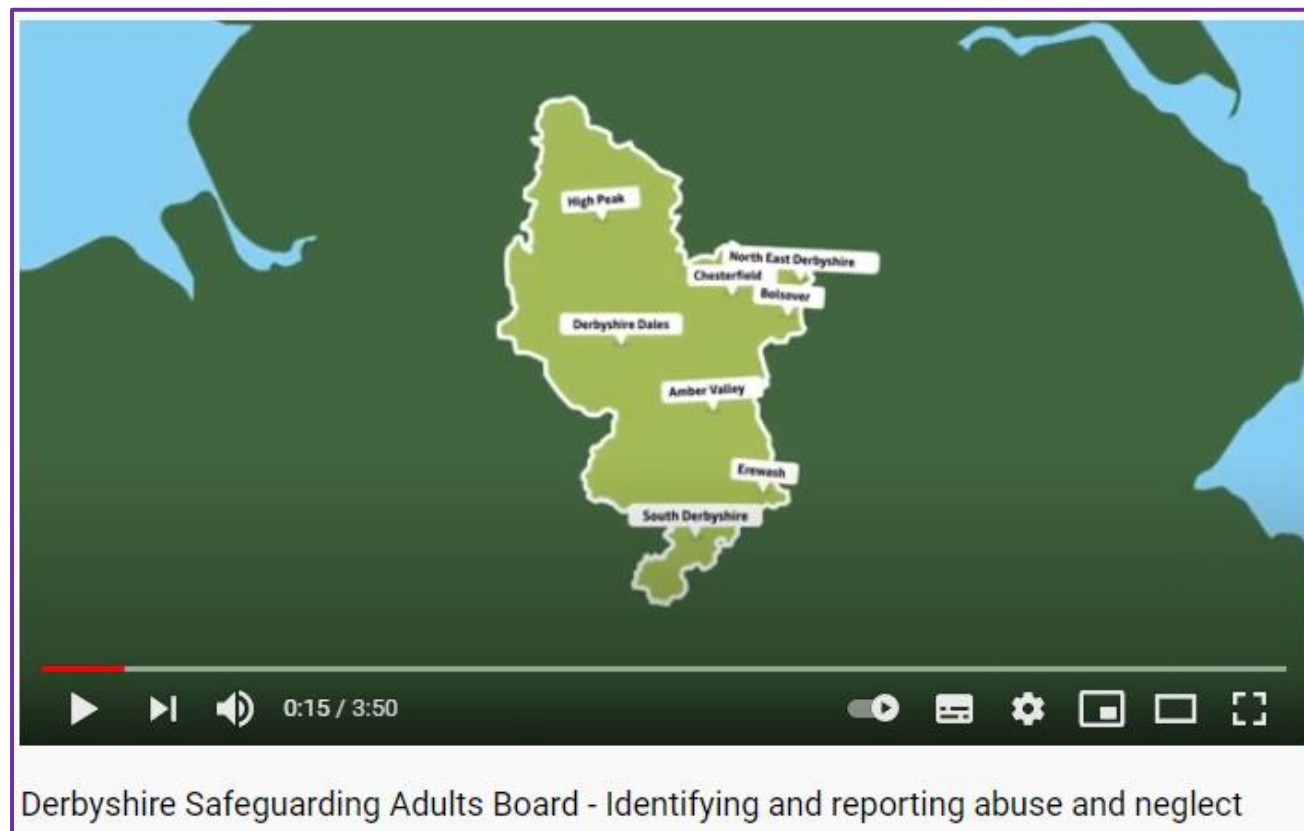 High Peak
North East Derbyshire
Chesterfield
Bolsover
Derbyshire Dales
Amber Valley
Erewash
South Derbyshire
0:15 / 3:50
Derbyshire Safeguarding Adults Board - Identifying and reporting abuse and neglect